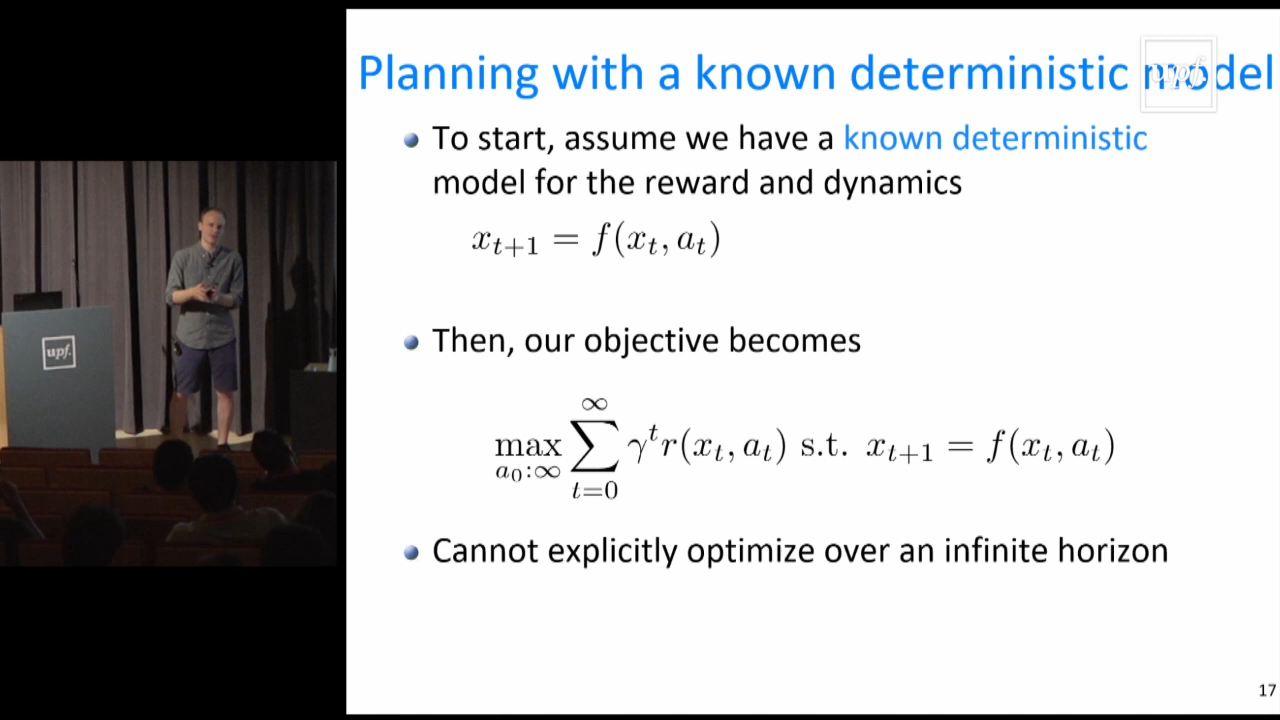 Planning with a known deterministic model
upf.
To start, assume we have a known deterministic
model for the reward and dynamics
x_{t+1} = f(x_t, a_t)
Then, our objective becomes
max_{a_0:∞} ∑_{t=0}^{∞} γ^t r(x_t, a_t) s.t. x_{t+1} = f(x_t, a_t)
Cannot explicitly optimize over an infinite horizon
17
upf.